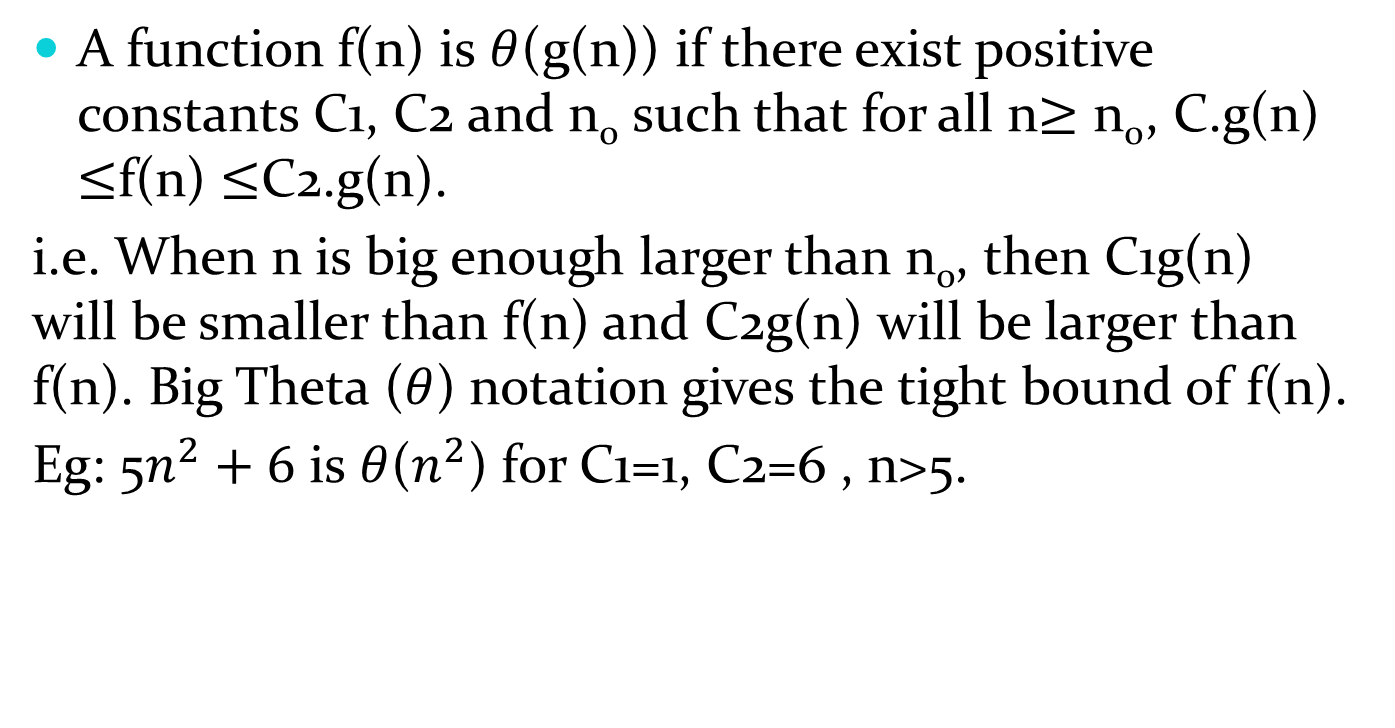 • A function f(n) is 𝜃(g(n)) if there exist positive
constants C1, C2 and n₀ such that for all n≥ n₀, C.g(n)
≤f(n) ≤C2.g(n).
i.e. When n is big enough larger than n₀, then C1g(n)
will be smaller than f(n) and C2g(n) will be larger than
f(n). Big Theta (𝜃) notation gives the tight bound of f(n).
Eg: 5𝑛² + 6 is 𝜃(𝑛²) for C1=1, C2=6 , n>5.